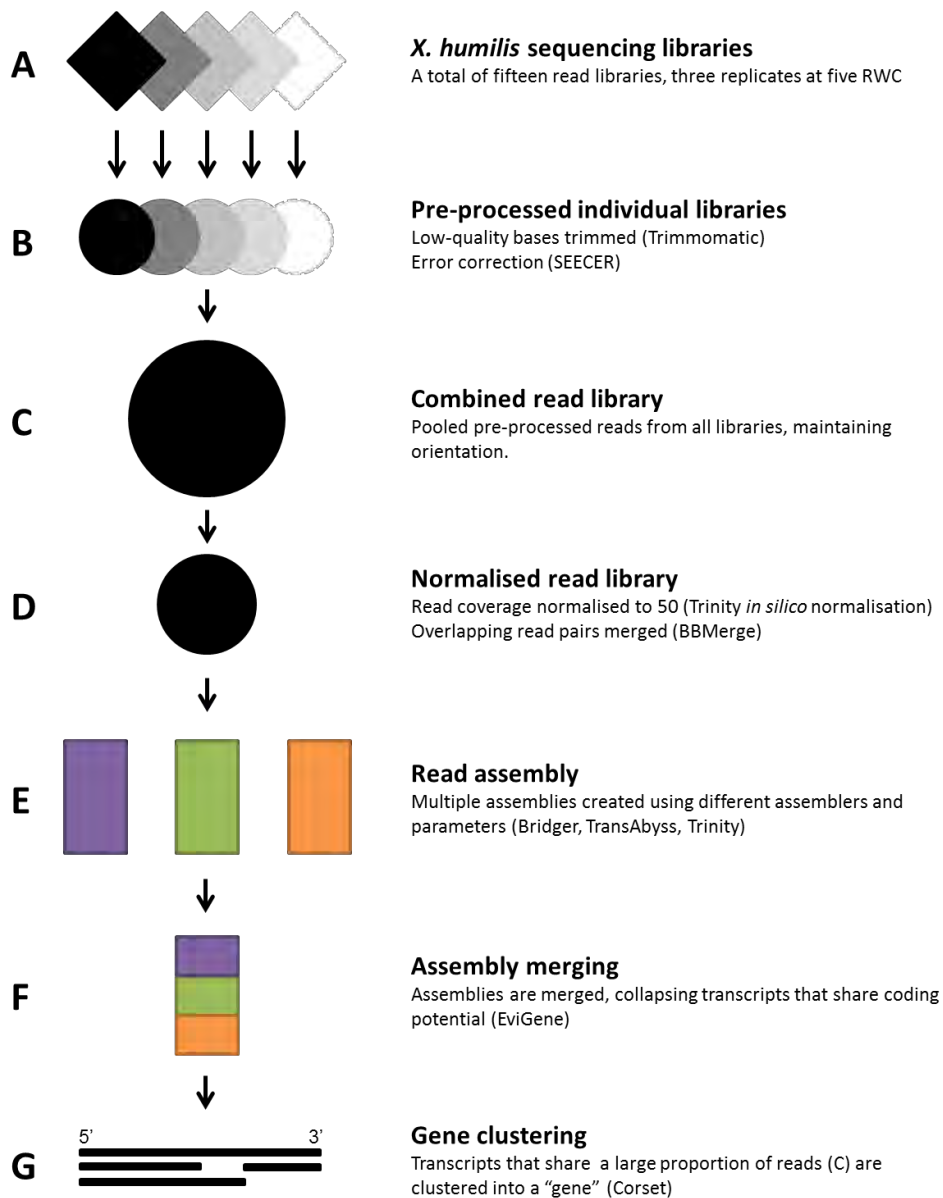 A
X. humilis sequencing libraries
A total of fifteen read libraries, three replicates at five RWC
B
Pre-processed individual libraries
Low-quality bases trimmed (Trimmomatic)
Error correction (SEECER)
C
Combined read library
Pooled pre-processed reads from all libraries, maintaining
orientation.
D
Normalised read library
Read coverage normalised to 50 (Trinity in silico normalisation)
Overlapping read pairs merged (BBMerge)
E
Read assembly
Multiple assemblies created using different assemblers and
parameters (Bridger, TransAbyss, Trinity)
F
Assembly merging
Assemblies are merged, collapsing transcripts that share coding
potential (EviGene)
G
5’ 3’
Gene clustering
Transcripts that share a large proportion of reads (C) are
clustered into a “gene” (Corset)